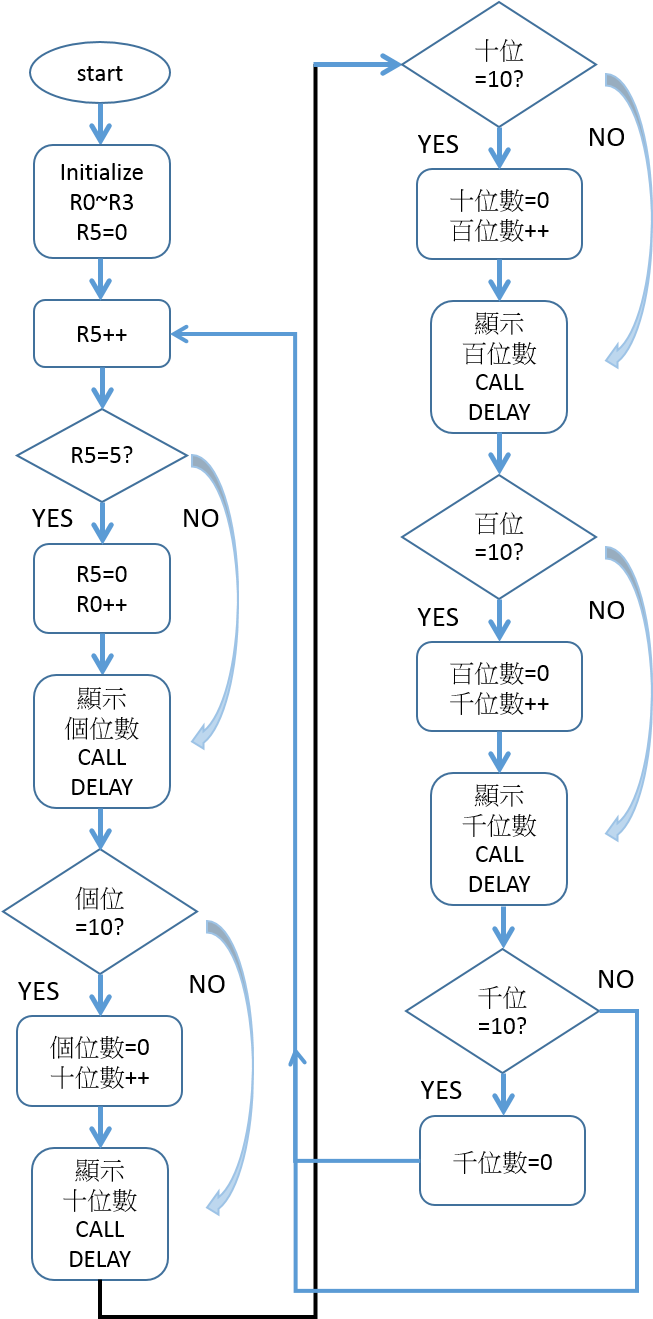 start
Initialize
R0~R3
R5=0
R5++
R5=5?
YES
NO
R5=0
R0++
顯示
個位數
CALL
DELAY
個位
=10?
YES
NO
個位數=0
十位數++
顯示
十位數
CALL
DELAY
十位
=10?
YES
NO
十位數=0
百位數++
顯示
百位數
CALL
DELAY
百位
=10?
YES
NO
百位數=0
千位數++
顯示
千位數
CALL
DELAY
千位
=10?
NO
YES
千位數=0